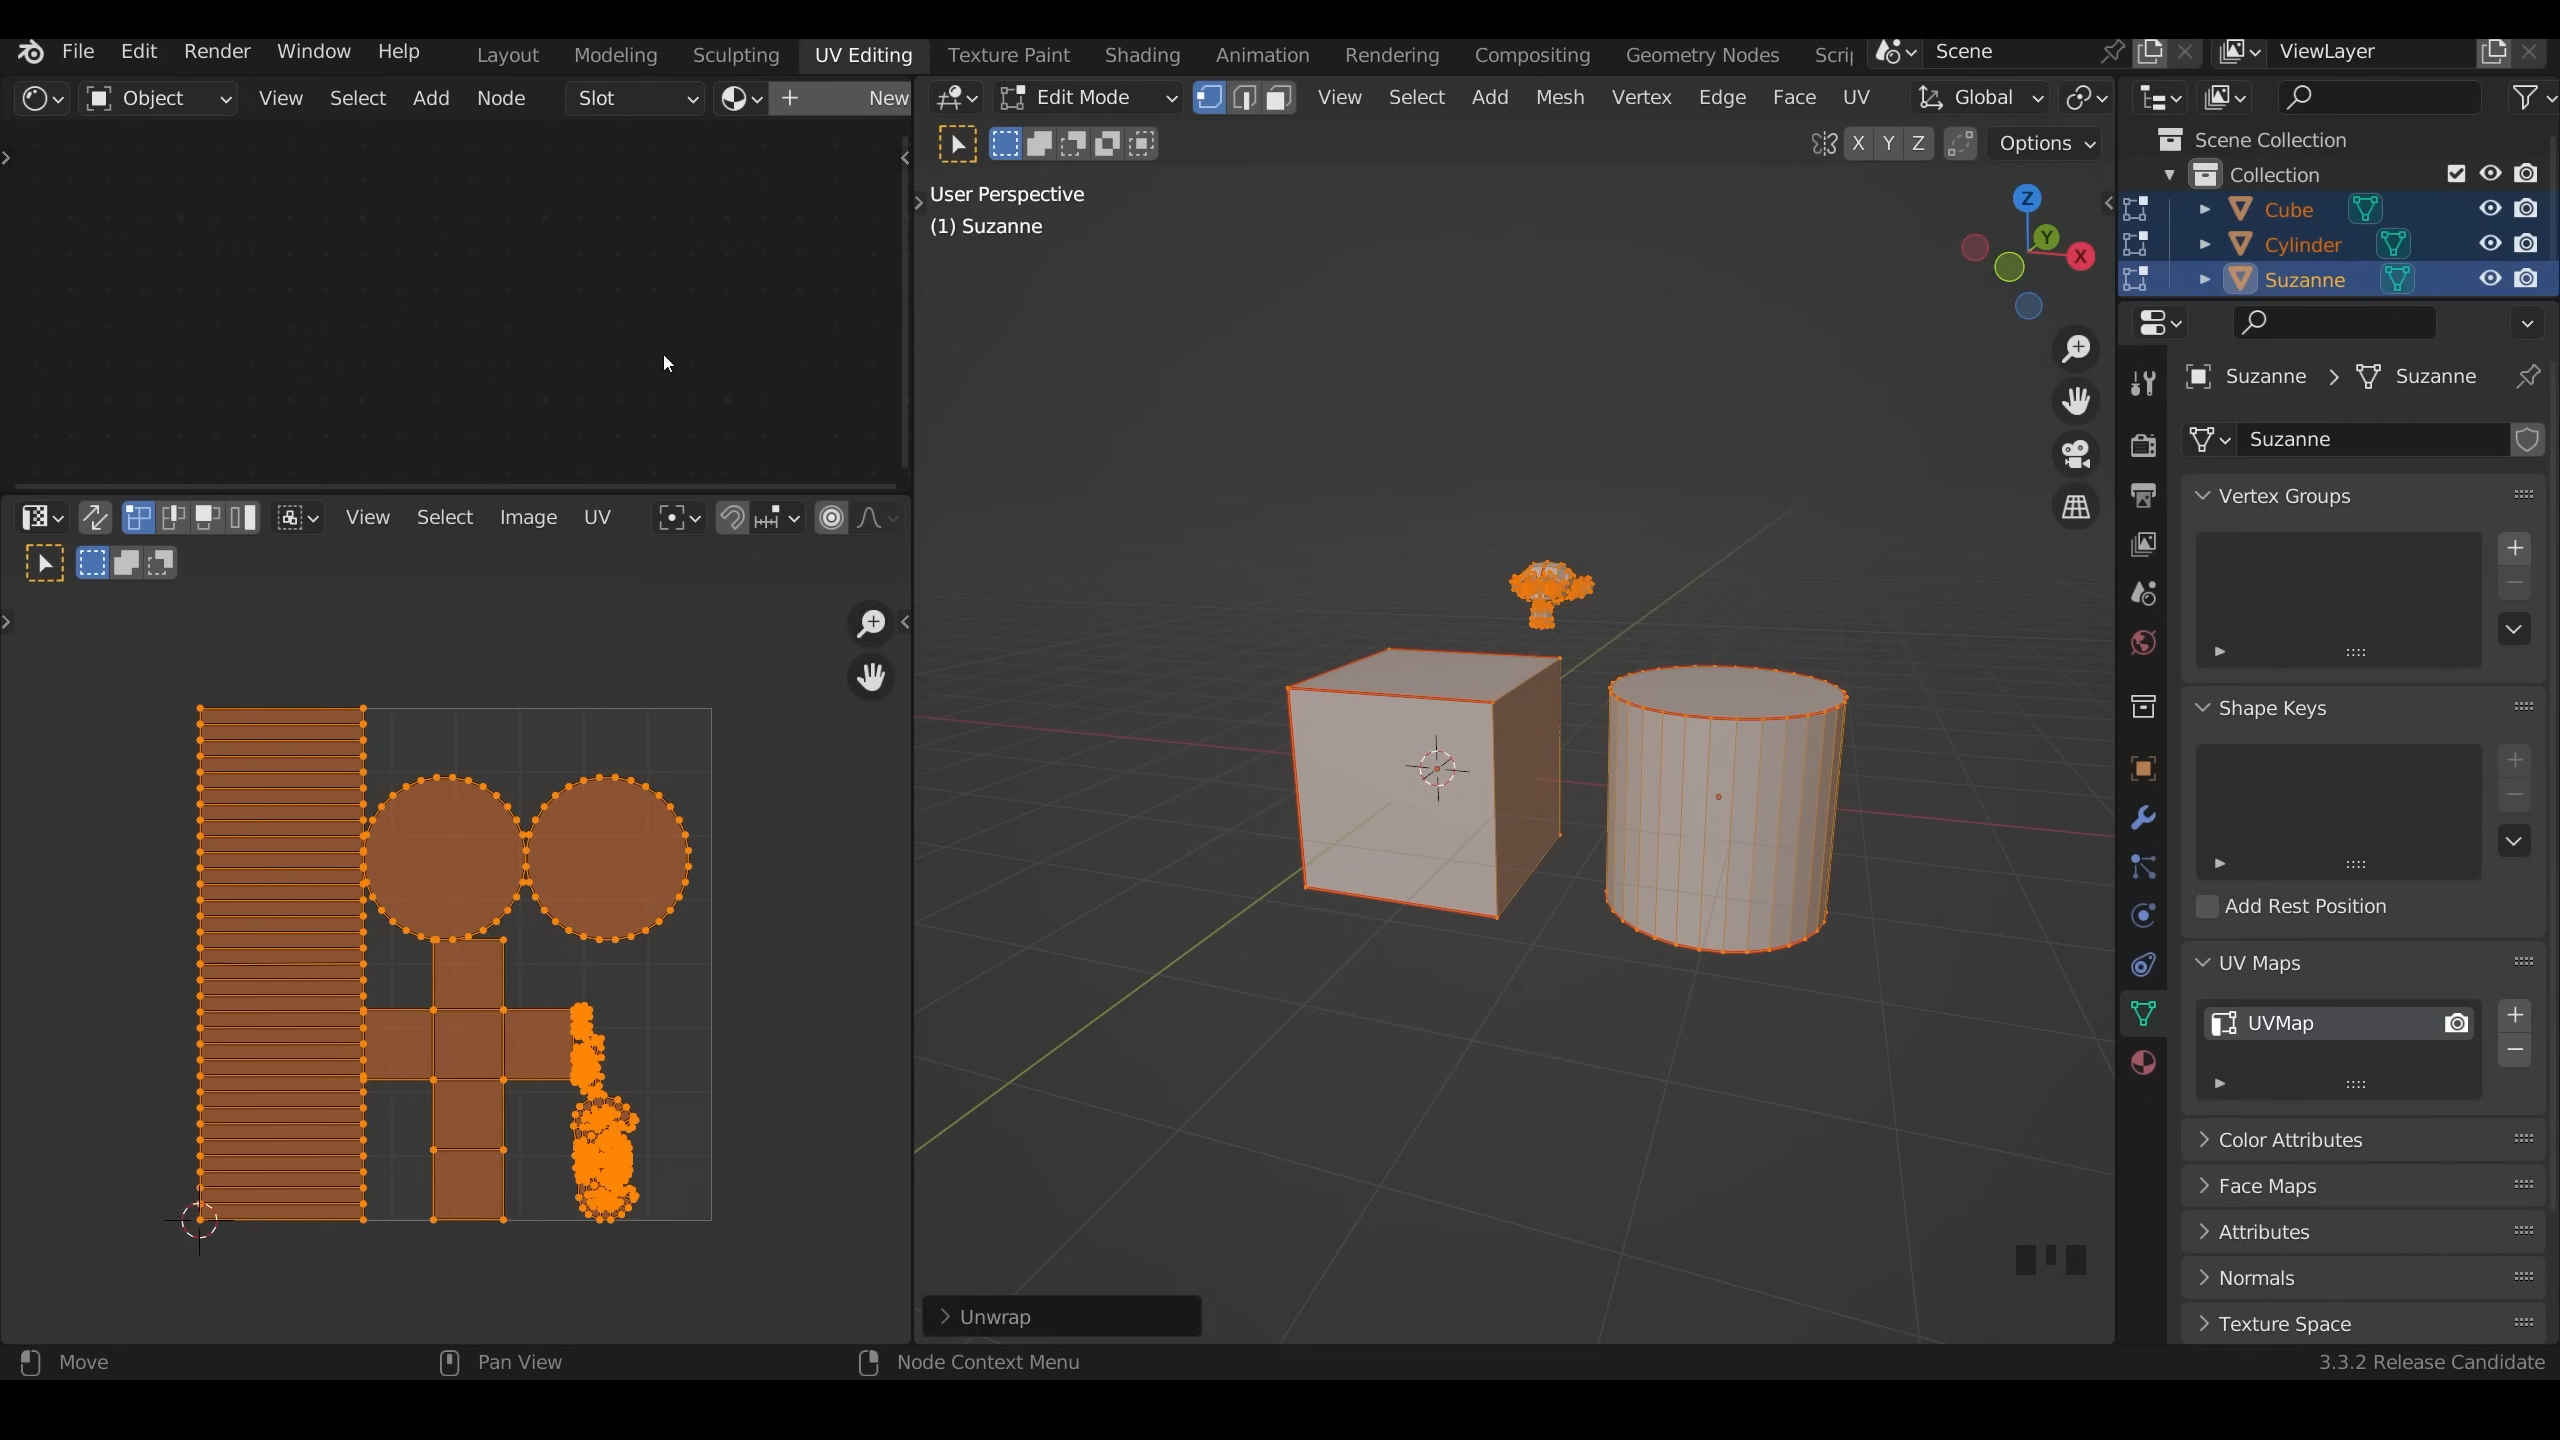 File Edit Render Window Help Layout Modeling Sculpting UV Editing Texture Paint Shading Animation Rendering Compositing Geometry Nodes Scrip Scene ViewLayer
Object View Select Add Node Slot New
Edit Mode View Select Add Mesh Vertex Edge Face UV Global
X Y Z Options
User Perspective
(1) Suzanne
Z
Y
X
Scene Collection
Collection
Cube
Cylinder
Suzanne
Suzanne Suzanne
Suzanne
Vertex Groups
Shape Keys
Add Rest Position
UV Maps
UVMap
Color Attributes
Face Maps
Attributes
Normals
Texture Space
View Select Image UV
Unwrap
Move Pan View Node Context Menu 3.3.2 Release Candidate